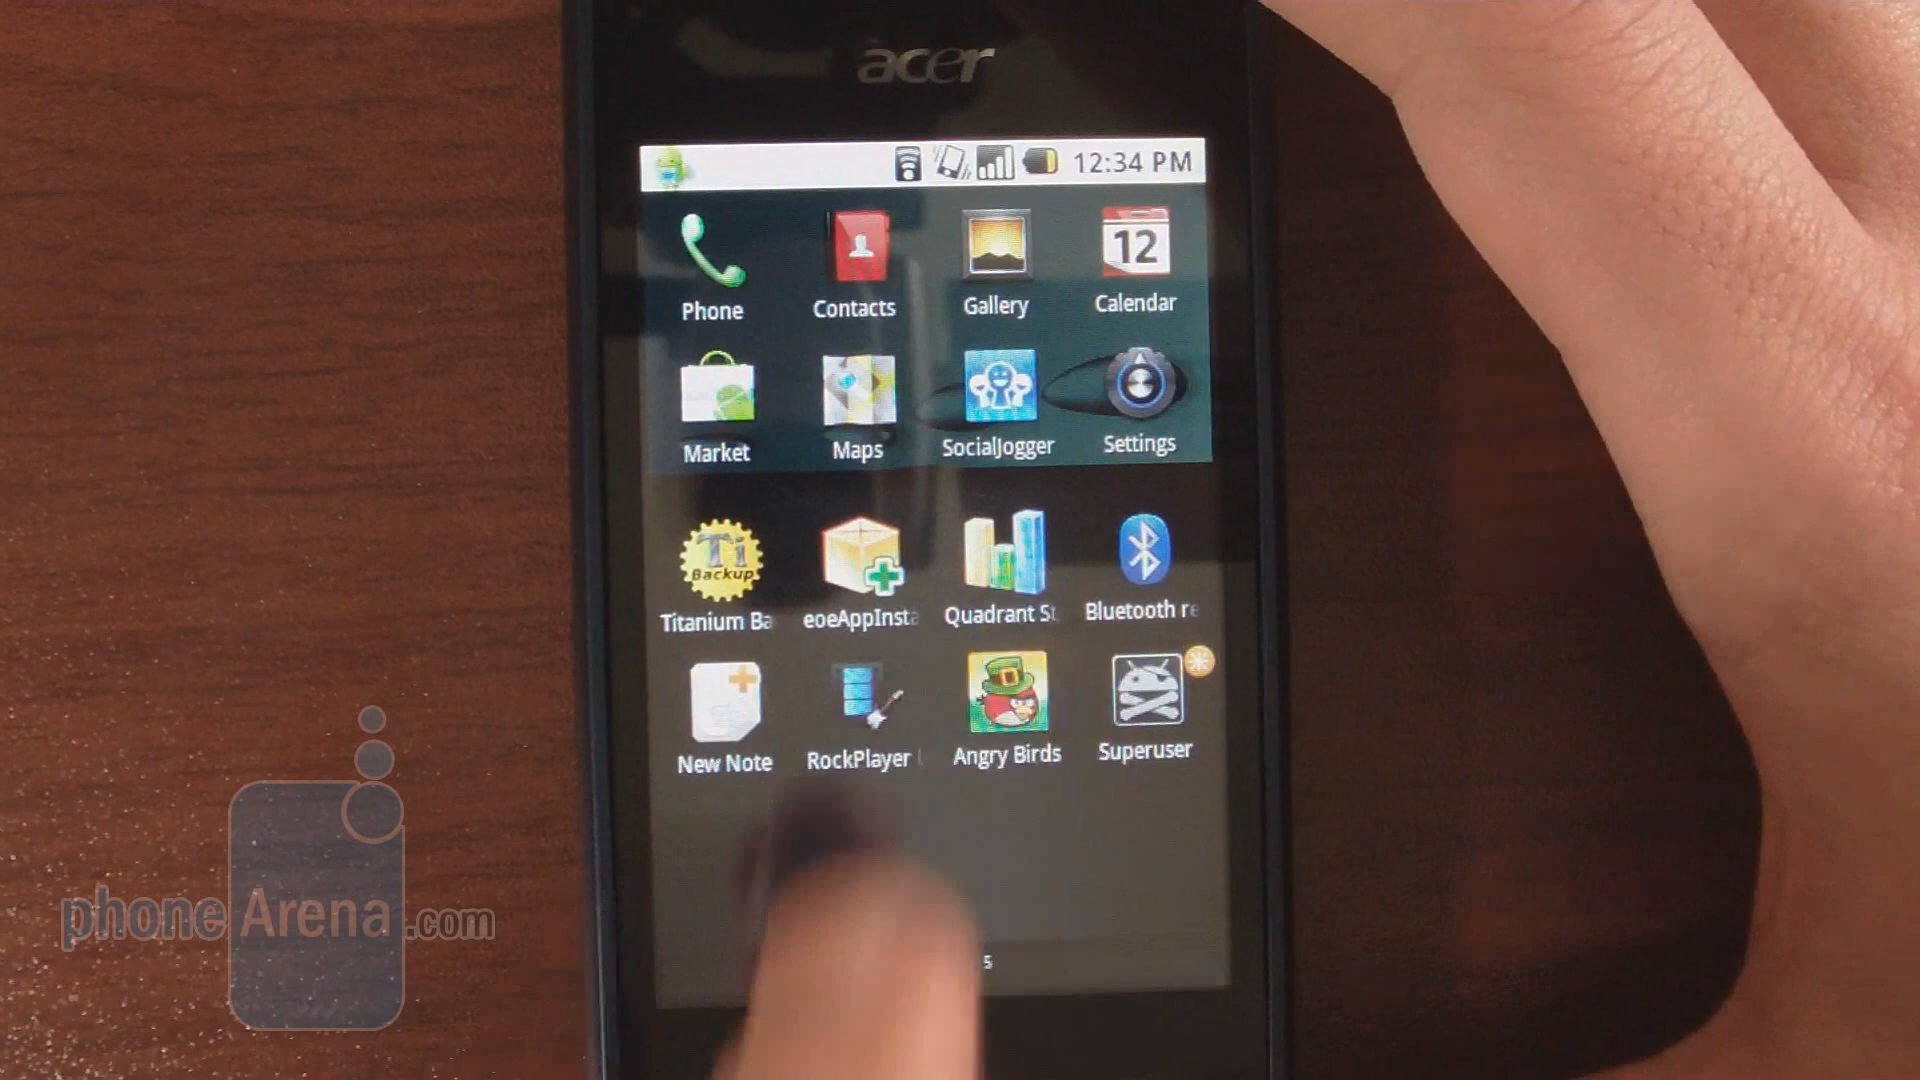 acer
12:34 PM
Phone Contacts Gallery Calendar
12
Market Maps SocialJogger Settings
Ti
Backup
Titanium Ba eoeAppInsta Quadrant St Bluetooth re
New Note RockPlayer Angry Birds Superuser
s
phoneArena.com